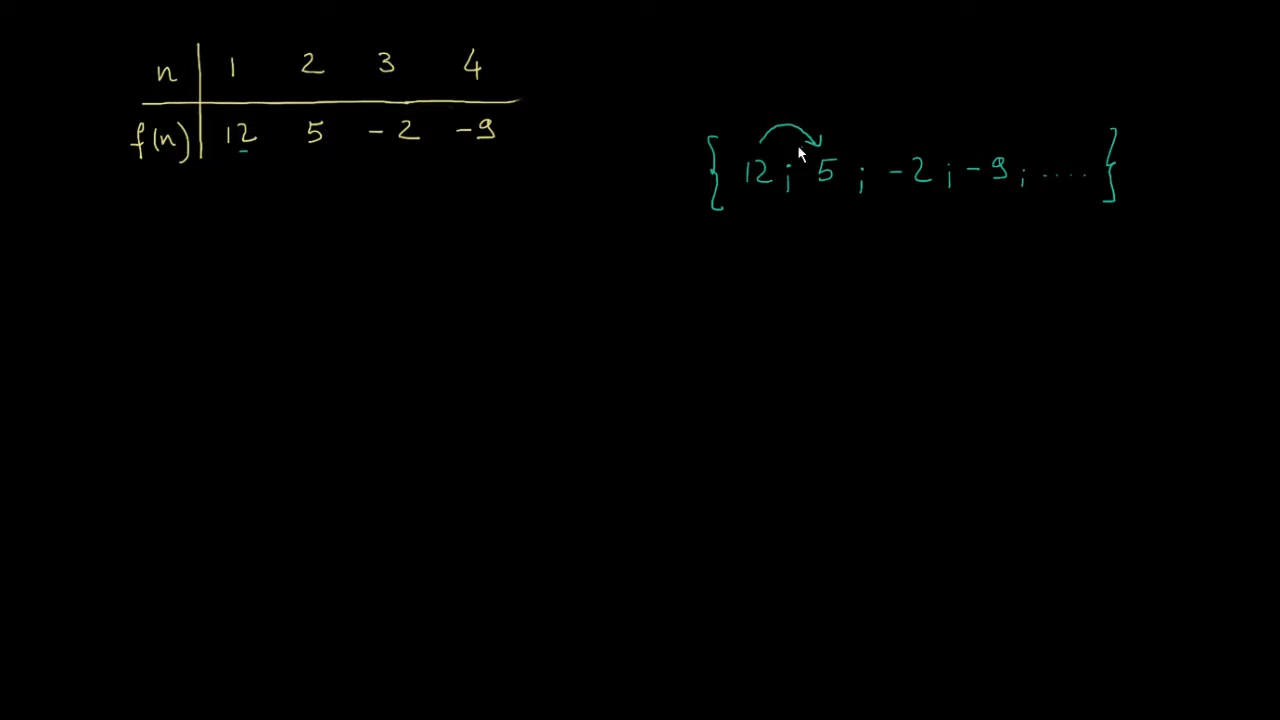 n 1 2 3 4
f(n) 12 5 -2 -9
{ 12 ; 5 ; -2 ; -9 ; ..... }